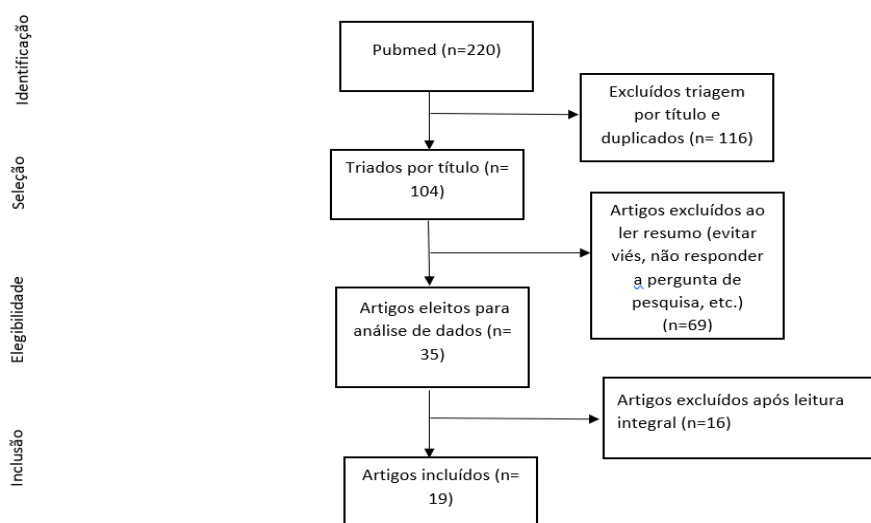 Identificação
Pubmed (n=220)
Excluídos triagem
por título e
duplicados (n= 116)
Seleção
Triados por título (n=
104)
Artigos excluídos ao
ler resumo (evitar
viés, não responder
a pergunta de
pesquisa, etc.)
(n=69)
Elegibilidade
Artigos eleitos para
análise de dados (n=
35)
Artigos excluídos após leitura
integral (n=16)
Inclusão
Artigos incluídos (n=
19)